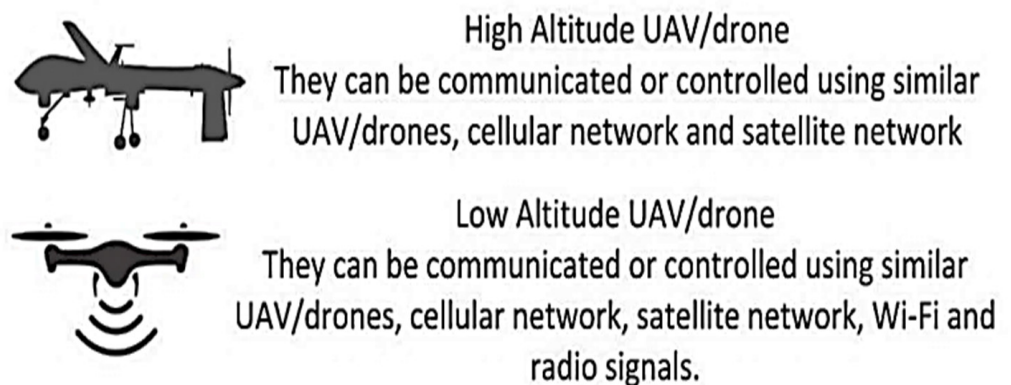 High Altitude UAV/drone
They can be communicated or controlled using similar
UAV/drones, cellular network and satellite network
Low Altitude UAV/drone
They can be communicated or controlled using similar
UAV/drones, cellular network, satellite network, Wi-Fi and
radio signals.